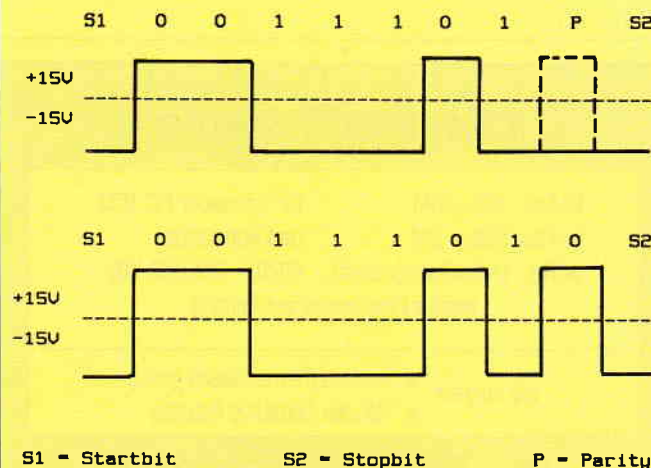 S1 0 0 1 1 1 0 1 P S2
+15V
-15V
S1 0 0 1 1 1 0 1 0 S2
+15V
-15V
S1 = Startbit S2 = Stopbit P = Parity